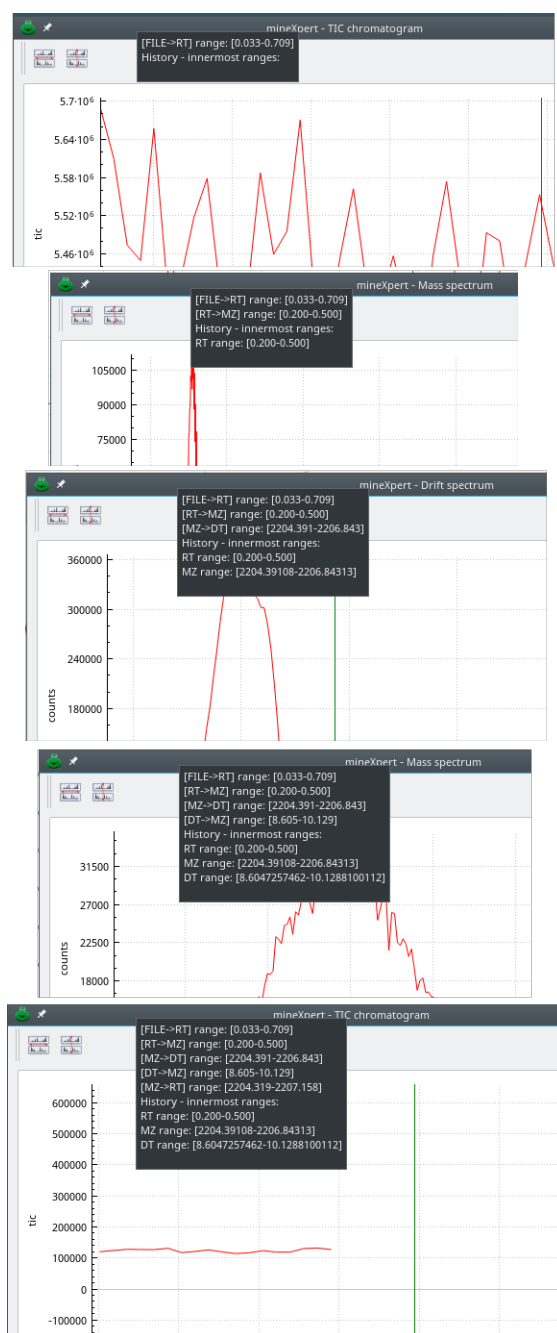 mineXpert - TIC chromatogram
[FILE->RT] range: [0.033-0.709]
History - innermost ranges:
5.7·10⁶
5.64·10⁶
5.58·10⁶
5.52·10⁶
5.46·10⁶
tic
mineXpert - Mass spectrum
[FILE->RT] range: [0.033-0.709]
[RT->MZ] range: [0.200-0.500]
History - innermost ranges:
RT range: [0.200-0.500]
105000
90000
75000
mineXpert - Drift spectrum
[FILE->RT] range: [0.033-0.709]
[RT->MZ] range: [0.200-0.500]
[MZ->DT] range: [2204.391-2206.843]
History - innermost ranges:
RT range: [0.200-0.500]
MZ range: [2204.39108-2206.84313]
360000
300000
240000
180000
counts
mineXpert - Mass spectrum
[FILE->RT] range: [0.033-0.709]
[RT->MZ] range: [0.200-0.500]
[MZ->DT] range: [2204.391-2206.843]
[DT->MZ] range: [8.605-10.129]
History - innermost ranges:
RT range: [0.200-0.500]
MZ range: [2204.39108-2206.84313]
DT range: [8.6047257462-10.1288100112]
31500
27000
22500
18000
counts
mineXpert - TIC chromatogram
[FILE->RT] range: [0.033-0.709]
[RT->MZ] range: [0.200-0.500]
[MZ->DT] range: [2204.391-2206.843]
[DT->MZ] range: [8.605-10.129]
[MZ->RT] range: [2204.319-2207.158]
History - innermost ranges:
RT range: [0.200-0.500]
MZ range: [2204.39108-2206.84313]
DT range: [8.6047257462-10.1288100112]
600000
500000
400000
300000
200000
100000
0
-100000
tic